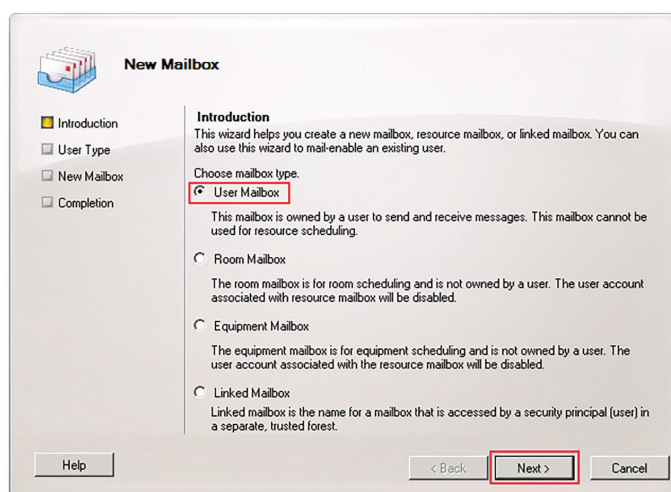 New Mailbox
Introduction
User Type
New Mailbox
Completion
Introduction
This wizard helps you create a new mailbox, resource mailbox, or linked mailbox. You can
also use this wizard to mail-enable an existing user.
Choose mailbox type.
User Mailbox
This mailbox is owned by a user to send and receive messages. This mailbox cannot be
used for resource scheduling.
Room Mailbox
The room mailbox is for room scheduling and is not owned by a user. The user account
associated with resource mailbox will be disabled.
Equipment Mailbox
The equipment mailbox is for equipment scheduling and is not owned by a user. The
user account associated with the resource mailbox will be disabled.
Linked Mailbox
Linked mailbox is the name for a mailbox that is accessed by a security principal (user) in
a separate, trusted forest.
Help
< Back
Next >
Cancel